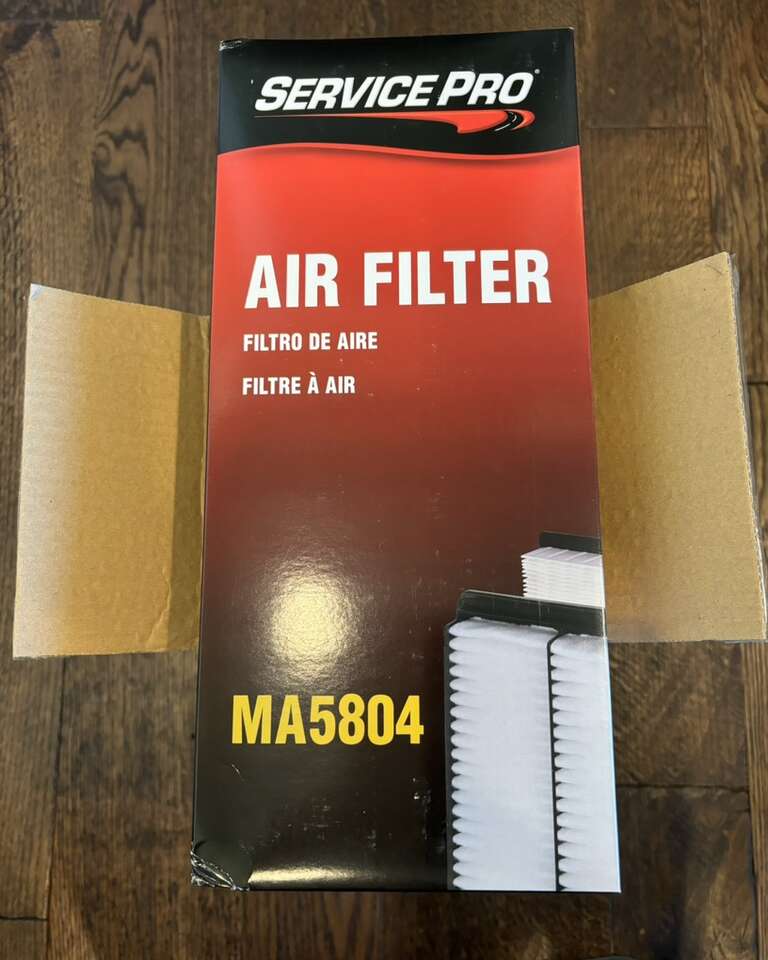 SERVICE PRO®
AIR FILTER
FILTRO DE AIRE
FILTRE À AIR
MA5804